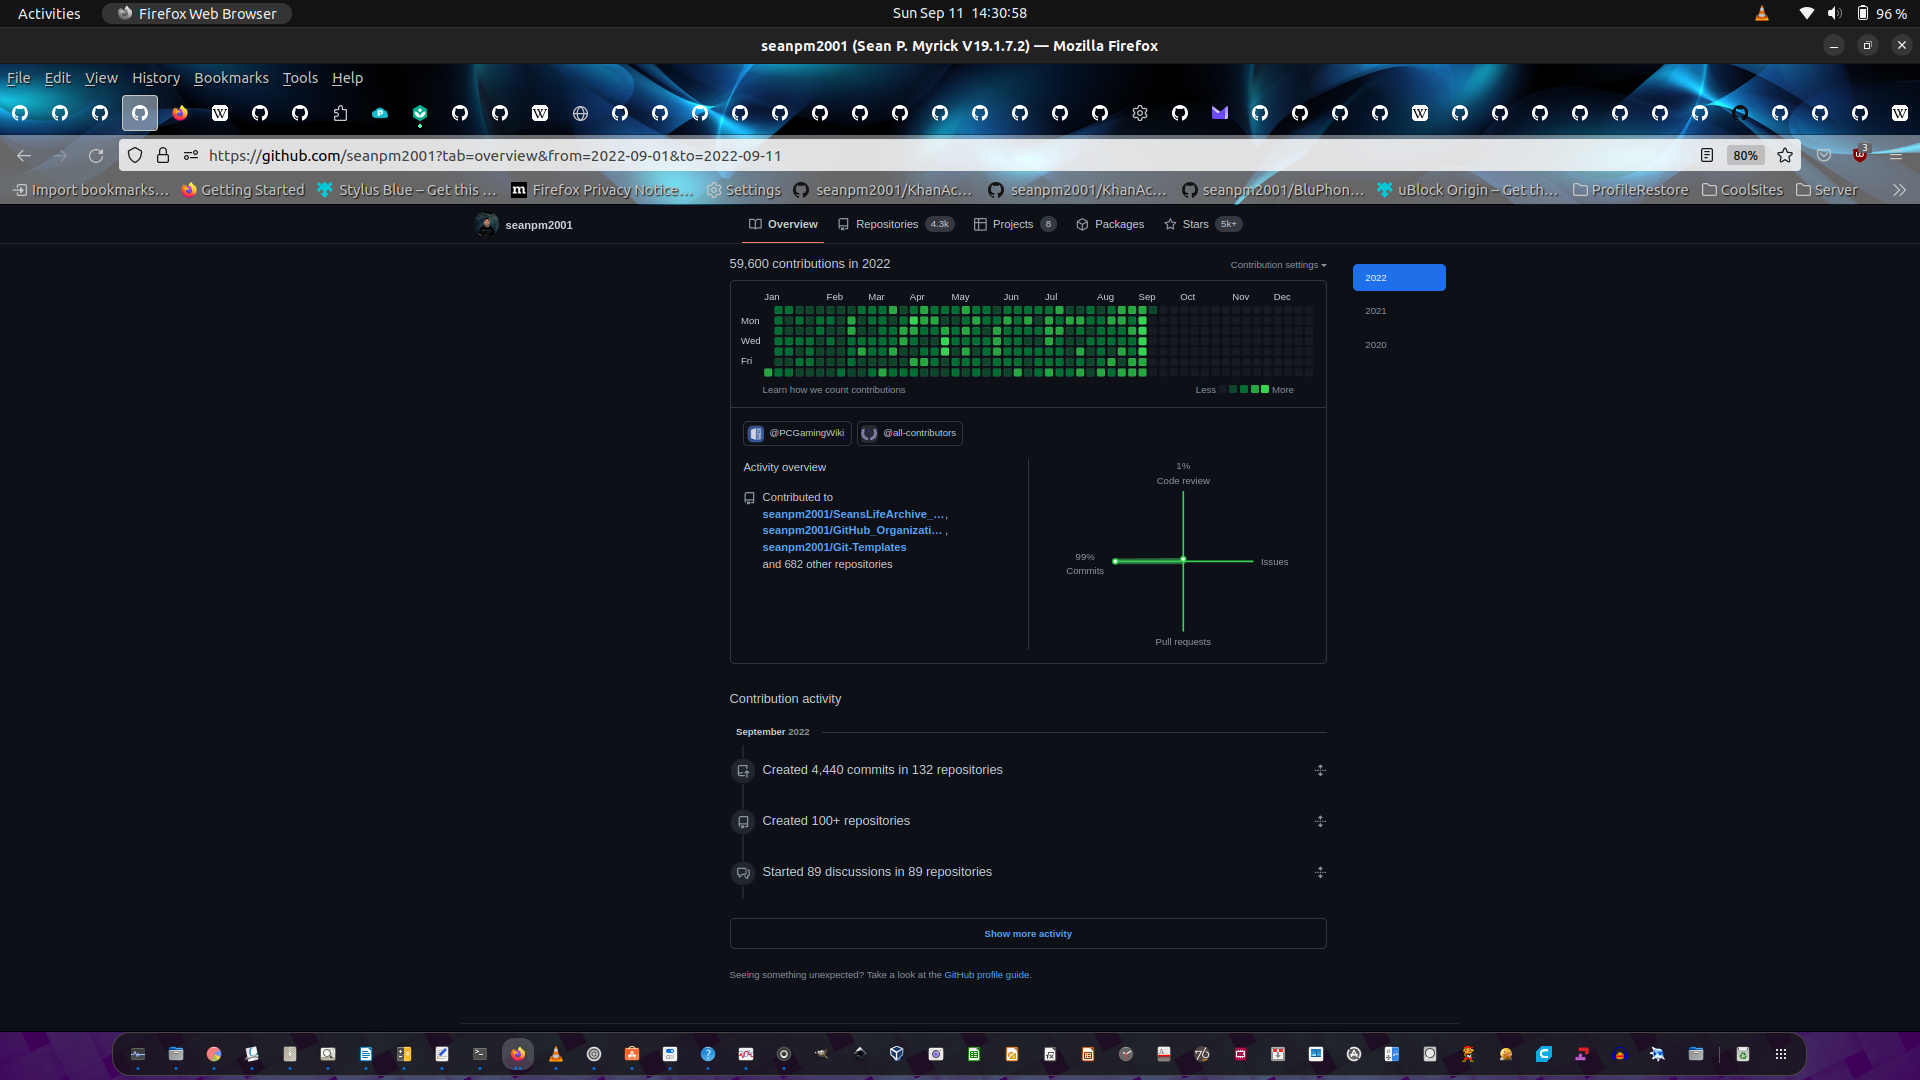 Activities
Firefox Web Browser
Sun Sep 11 14:30:58
96 %
seanpm2001 (Sean P. Myrick V19.1.7.2) — Mozilla Firefox
File Edit View History Bookmarks Tools Help
https://github.com/seanpm2001?tab=overview&from=2022-09-01&to=2022-09-11
80%
3
Import bookmarks… Getting Started Stylus Blue – Get this … Firefox Privacy Notice… Settings seanpm2001/KhanAc… seanpm2001/KhanAc… seanpm2001/BluPhon… uBlock Origin – Get th… ProfileRestore CoolSites Server
seanpm2001
Overview Repositories 4.3k Projects 8 Packages Stars 5k+
59,600 contributions in 2022
Contribution settings
2022
2021
2020
Jan Feb Mar Apr May Jun Jul Aug Sep Oct Nov Dec
Mon
Wed
Fri
Learn how we count contributions
Less More
@PCGamingWiki @all-contributors
Activity overview
Contributed to
seanpm2001/SeansLifeArchive_…,
seanpm2001/GitHub_Organizati… ,
seanpm2001/Git-Templates
and 682 other repositories
1%
Code review
99%
Commits
Issues
Pull requests
Contribution activity
September 2022
Created 4,440 commits in 132 repositories
Created 100+ repositories
Started 89 discussions in 89 repositories
Show more activity
Seeing something unexpected? Take a look at the GitHub profile guide.